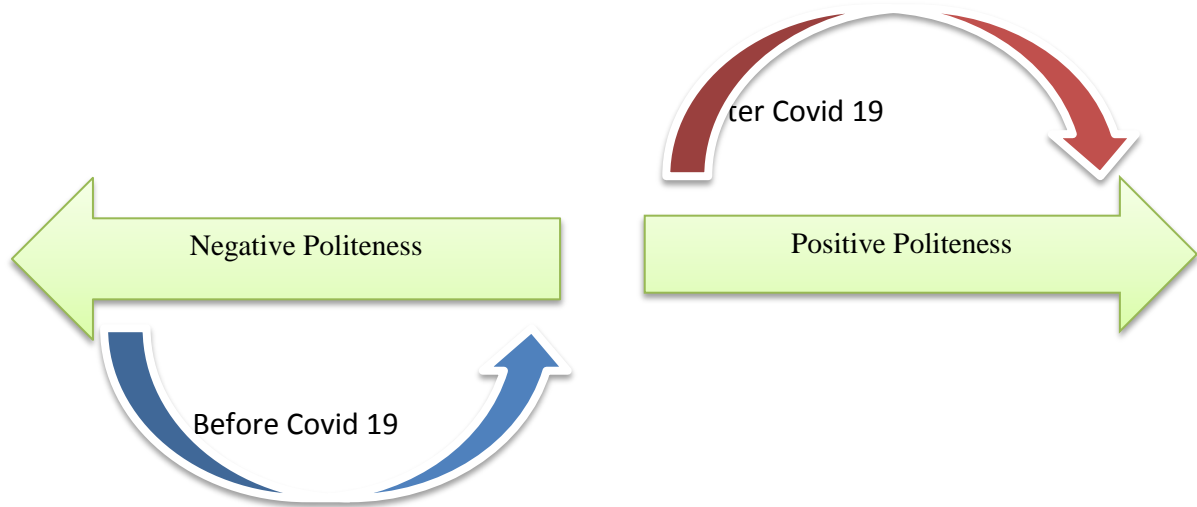 ter Covid 19
Negative Politeness
Positive Politeness
Before Covid 19